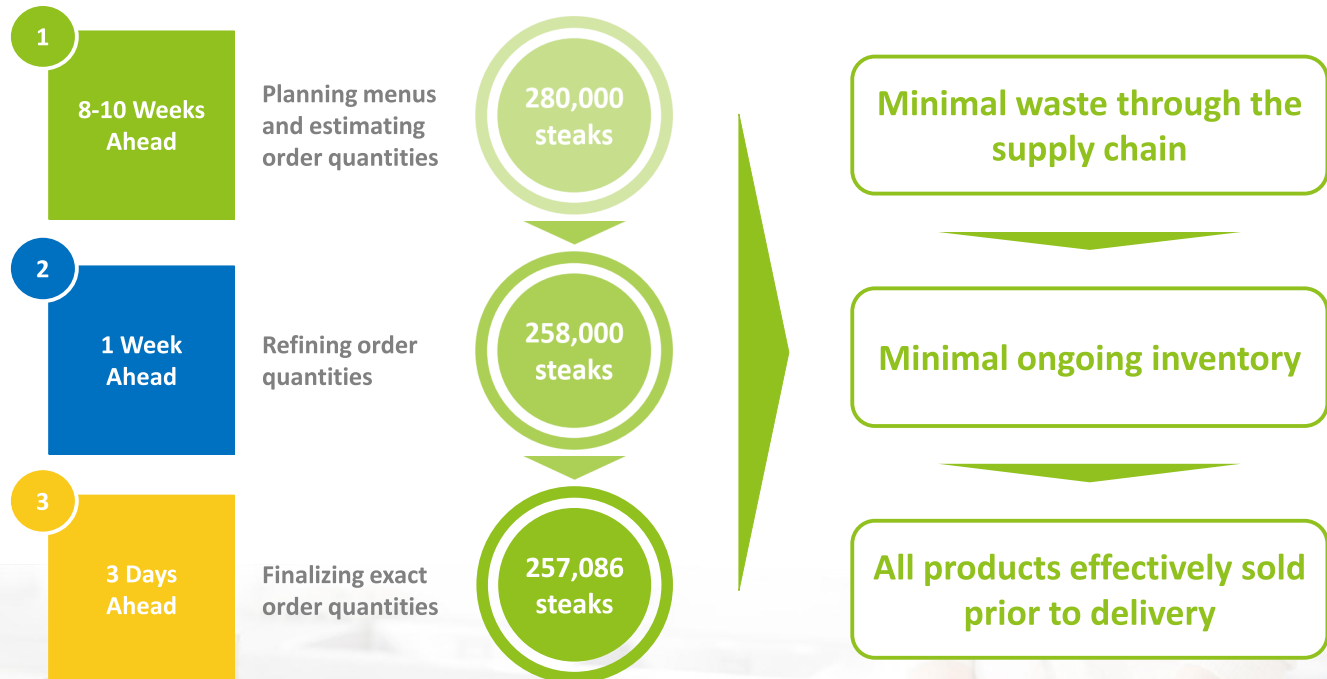 1
8-10 Weeks
Ahead
Planning menus
and estimating
order quantities
280,000
steaks
2
1 Week
Ahead
Refining order
quantities
258,000
steaks
3
3 Days
Ahead
Finalizing exact
order quantities
257,086
steaks
Minimal waste through the
supply chain
Minimal ongoing inventory
All products effectively sold
prior to delivery